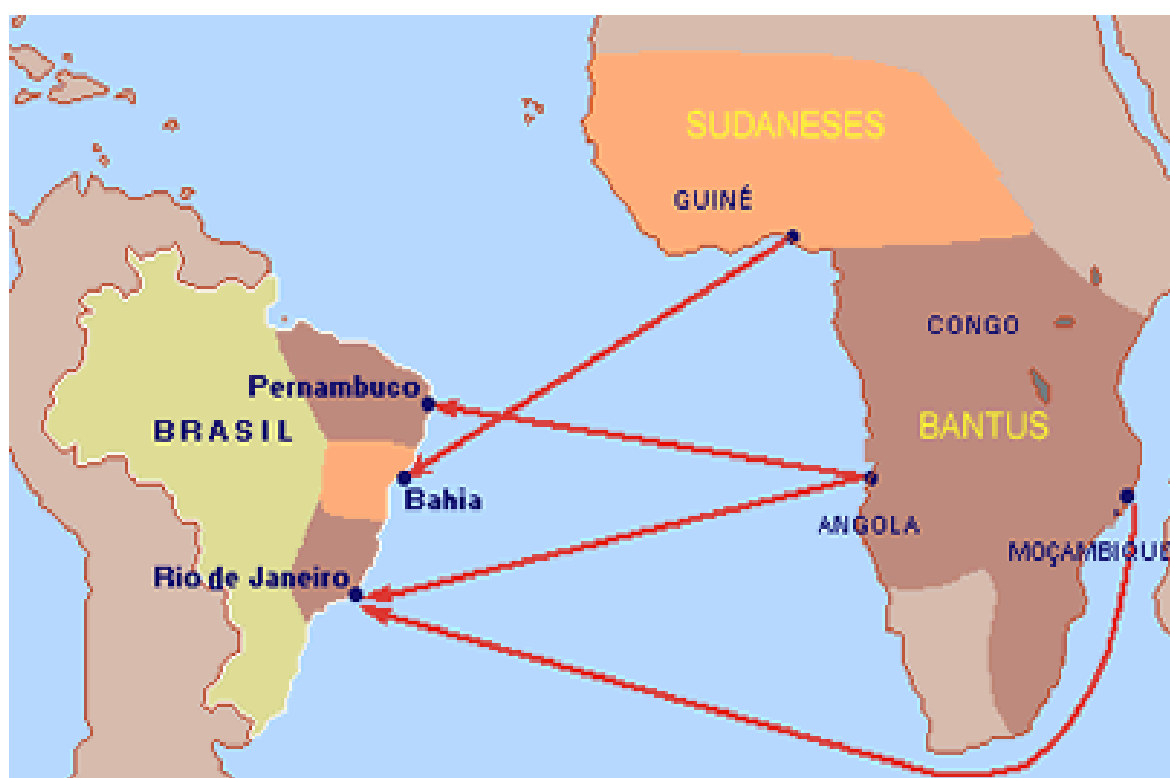 SUDANESES
GUINÉ
CONGO
Pernambuco
BRASIL
BANTUS
Bahia
ANGOLA
MOÇAMBIQUE
Rio de Janeiro